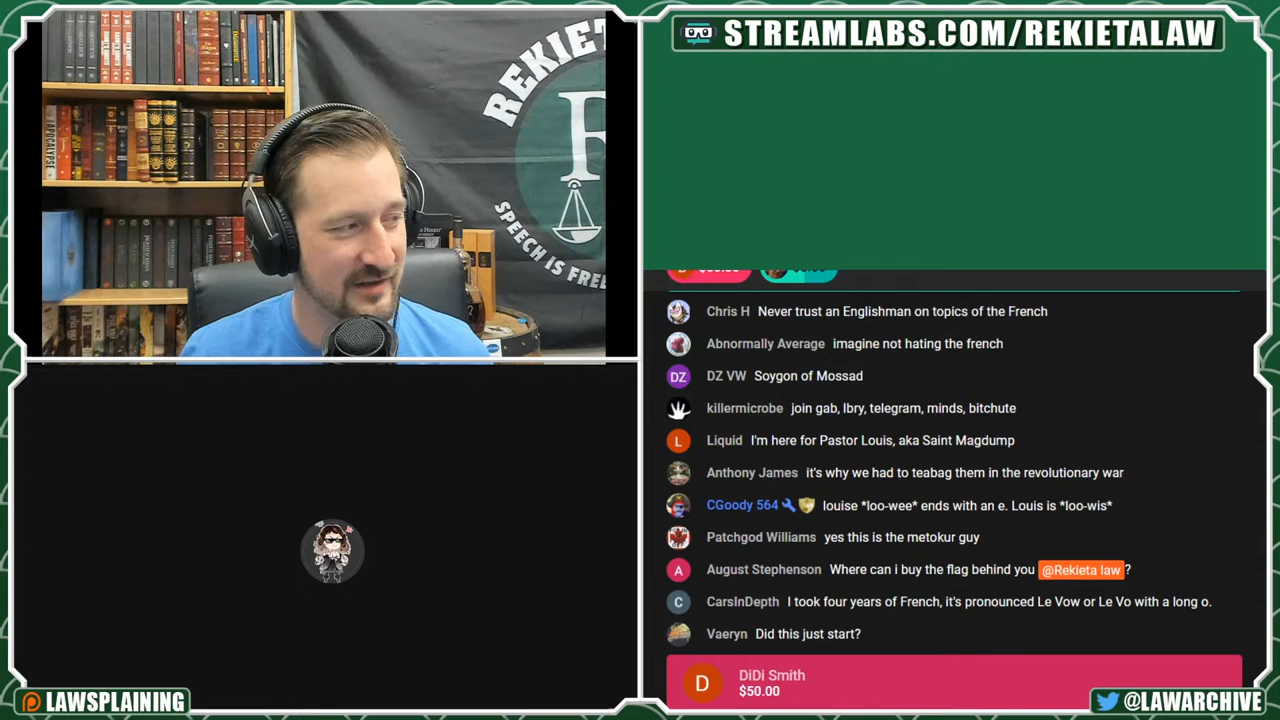 STREAMLABS.COM/REKIETALAW
REKIET
R
SPEECH IS FREE
APOCALYPSE
Chris H Never trust an Englishman on topics of the French
Abnormally Average imagine not hating the french
DZ
DZ VW Soygon of Mossad
killermicrobe join gab, lbry, telegram, minds, bitchute
L
Liquid I'm here for Pastor Louis, aka Saint Magdump
Anthony James it's why we had to teabag them in the revolutionary war
CGoody 564 louise *loo-wee* ends with an e. Louis is *loo-wis*
Patchgod Williams yes this is the metokur guy
A
August Stephenson Where can i buy the flag behind you @Rekieta law ?
C
CarsInDepth I took four years of French, it's pronounced Le Vow or Le Vo with a long o.
Vaeryn Did this just start?
D
DiDi Smith
$50.00
LAWSPLAINING
@LAWARCHIVE